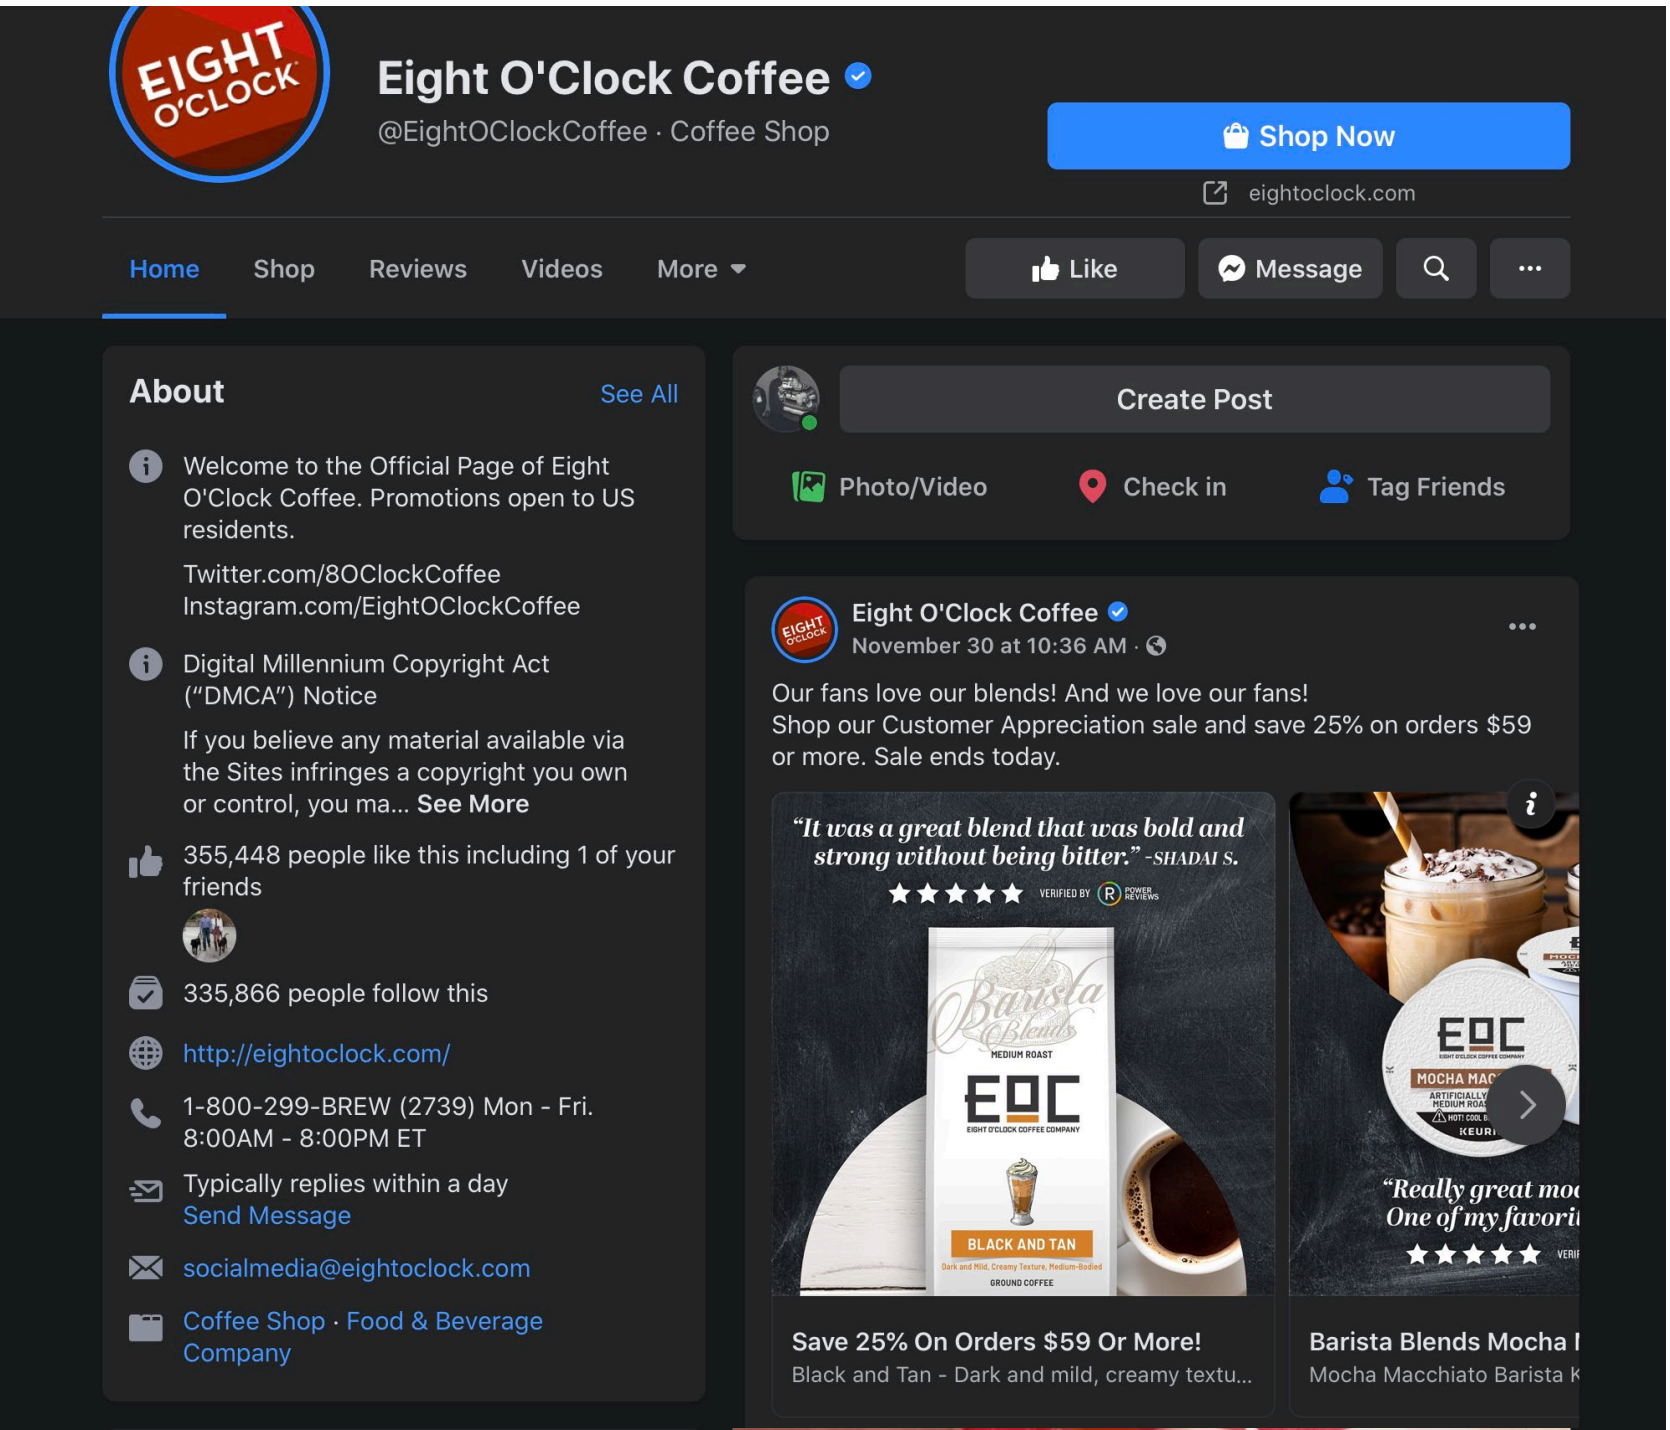 EIGHT
O'CLOCK
Eight O'Clock Coffee
@EightOClockCoffee · Coffee Shop
Shop Now
eightoclock.com
Home
Shop
Reviews
Videos
More
Like
Message
About
See All
Welcome to the Official Page of Eight
O'Clock Coffee. Promotions open to US
residents.
Twitter.com/8OClockCoffee
Instagram.com/EightOClockCoffee
Digital Millennium Copyright Act
(“DMCA”) Notice
If you believe any material available via
the Sites infringes a copyright you own
or control, you ma... See More
355,448 people like this including 1 of your
friends
335,866 people follow this
http://eightoclock.com/
1-800-299-BREW (2739) Mon - Fri.
8:00AM - 8:00PM ET
Typically replies within a day
Send Message
socialmedia@eightoclock.com
Coffee Shop · Food & Beverage
Company
Create Post
Photo/Video
Check in
Tag Friends
EIGHT
O'CLOCK
Eight O'Clock Coffee
November 30 at 10:36 AM ·
Our fans love our blends! And we love our fans!
Shop our Customer Appreciation sale and save 25% on orders $59
or more. Sale ends today.
“It was a great blend that was bold and
strong without being bitter.” -SHADAI S.
VERIFIED BY R POWER
REVIEWS
Barista
Blends
MEDIUM ROAST
EOC
EIGHT O'CLOCK COFFEE COMPANY
BLACK AND TAN
Dark and Mild, Creamy Texture, Medium-Bodied
GROUND COFFEE
Save 25% On Orders $59 Or More!
Black and Tan - Dark and mild, creamy textu...
EOC
EIGHT O'CLOCK COFFEE COMPANY
MOCHA MAC
ARTIFICIALLY
MEDIUM ROA
HOT! COOL B
KEURI
“Really great moc
One of my favorit
VERIF
Barista Blends Mocha M
Mocha Macchiato Barista K